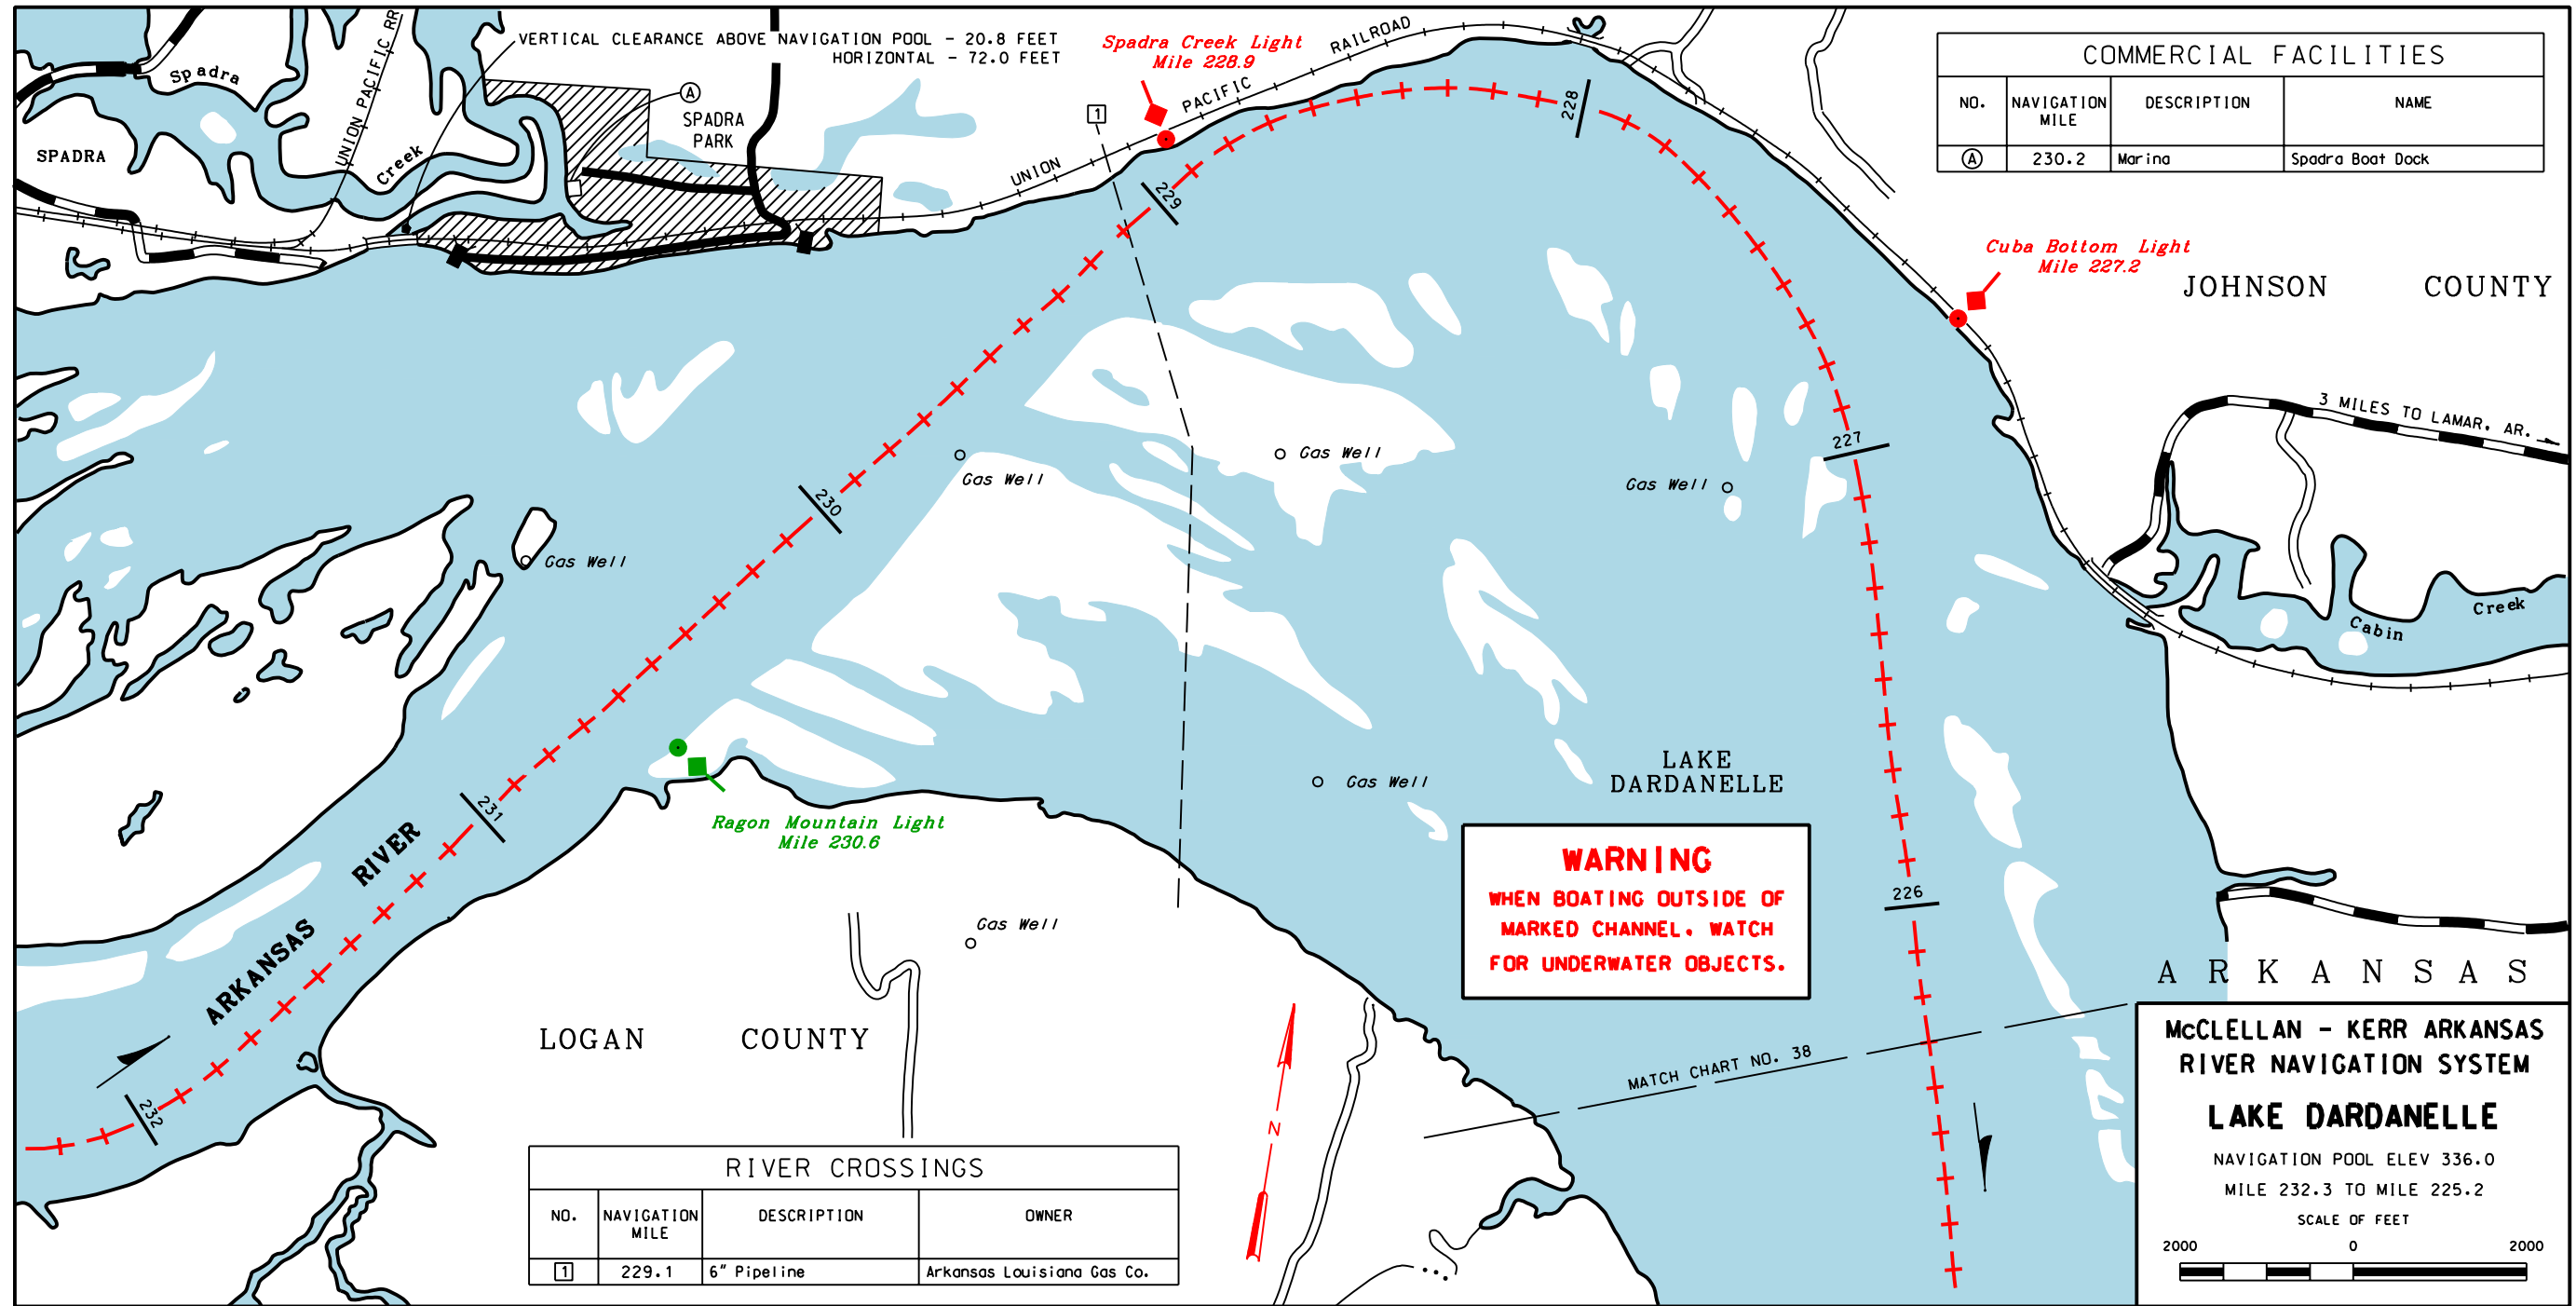 VERTICAL CLEARANCE ABOVE NAVIGATION POOL - 20.8 FEET
HORIZONTAL - 72.0 FEET
Spadra Creek Light
Mile 228.9
UNION PACIFIC RAILROAD
COMMERCIAL FACILITIES
NO.
NAVIGATION
MILE
DESCRIPTION
NAME
A
230.2
Marina
Spadra Boat Dock
Spadra
Creek
UNION PACIFIC RR
SPADRA
A
SPADRA
PARK
1
228
229
Cuba Bottom Light
Mile 227.2
JOHNSON COUNTY
3 MILES TO LAMAR, AR.
227
Gas Well
Gas Well
Gas Well
Gas Well
230
Cabin
Creek
LAKE
DARDANELLE
Gas Well
231
Ragon Mountain Light
Mile 230.6
ARKANSAS RIVER
WARNING
WHEN BOATING OUTSIDE OF
MARKED CHANNEL, WATCH
FOR UNDERWATER OBJECTS.
226
Gas Well
ARKANSAS
LOGAN COUNTY
MATCH CHART NO. 38
232
N
RIVER CROSSINGS
NO.
NAVIGATION
MILE
DESCRIPTION
OWNER
1
229.1
6" Pipeline
Arkansas Louisiana Gas Co.
McCLELLAN - KERR ARKANSAS
RIVER NAVIGATION SYSTEM
LAKE DARDANELLE
NAVIGATION POOL ELEV 336.0
MILE 232.3 TO MILE 225.2
SCALE OF FEET
2000 0 2000